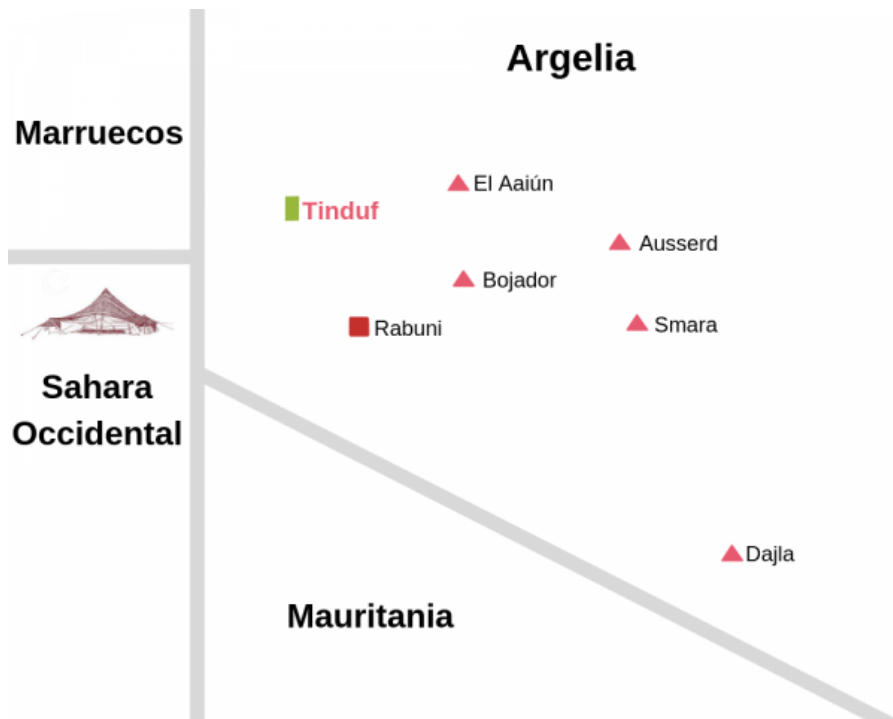 Argelia
Marruecos
El Aaiún
Tinduf
Ausserd
Bojador
Smara
Rabuni
Sahara
Occidental
Dajla
Mauritania